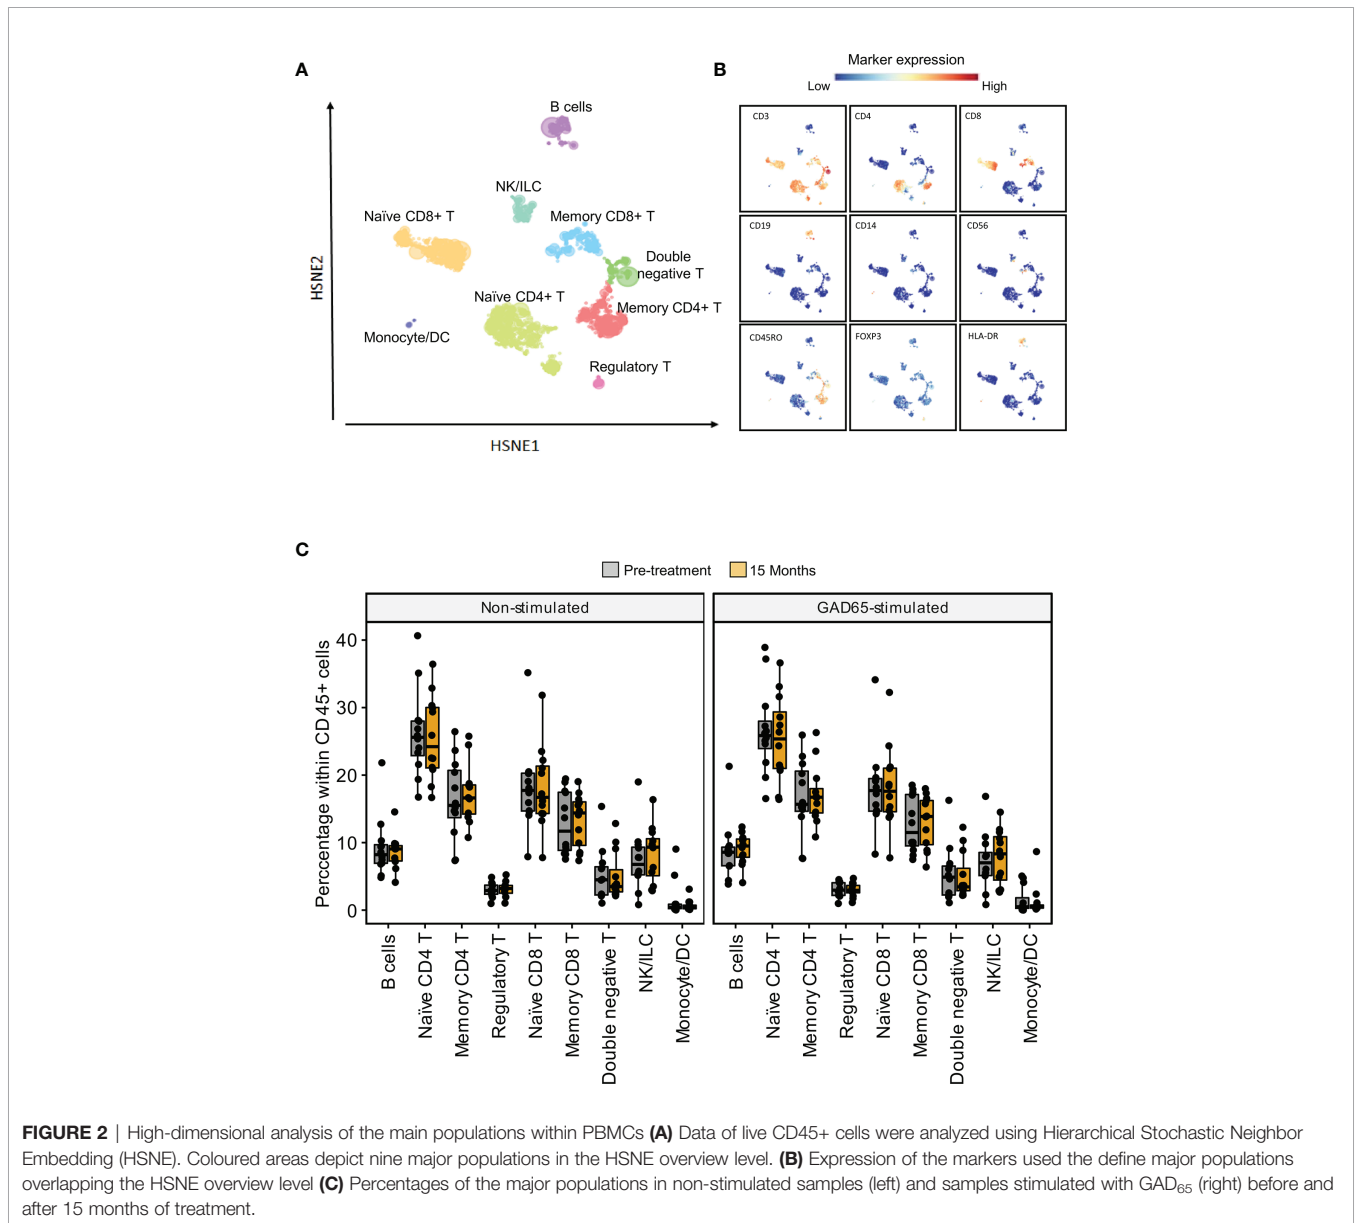 A
B cells
NK/ILC
Naïve CD8+ T
Memory CD8+ T
Double
negative T
Naïve CD4+ T
Memory CD4+ T
Monocyte/DC
Regulatory T
HSNE2
HSNE1
B
Marker expression
Low High
CD3 CD4 CD8
CD19 CD14 CD56
CD45RO FOXP3 HLA-DR
C
Pre-treatment 15 Months
Non-stimulated GAD65-stimulated
Perccentage within CD45+ cells
40
30
20
10
0
B cells
Naïve CD4 T
Memory CD4 T
Regulatory T
Naïve CD8 T
Memory CD8 T
Double negative T
NK/ILC
Monocyte/DC
B cells
Naïve CD4 T
Memory CD4 T
Regulatory T
Naïve CD8 T
Memory CD8 T
Double negative T
NK/ILC
Monocyte/DC
FIGURE 2 | High-dimensional analysis of the main populations within PBMCs (A) Data of live CD45+ cells were analyzed using Hierarchical Stochastic Neighbor
Embedding (HSNE). Coloured areas depict nine major populations in the HSNE overview level. (B) Expression of the markers used the define major populations
overlapping the HSNE overview level (C) Percentages of the major populations in non-stimulated samples (left) and samples stimulated with GAD₆₅ (right) before and
after 15 months of treatment.